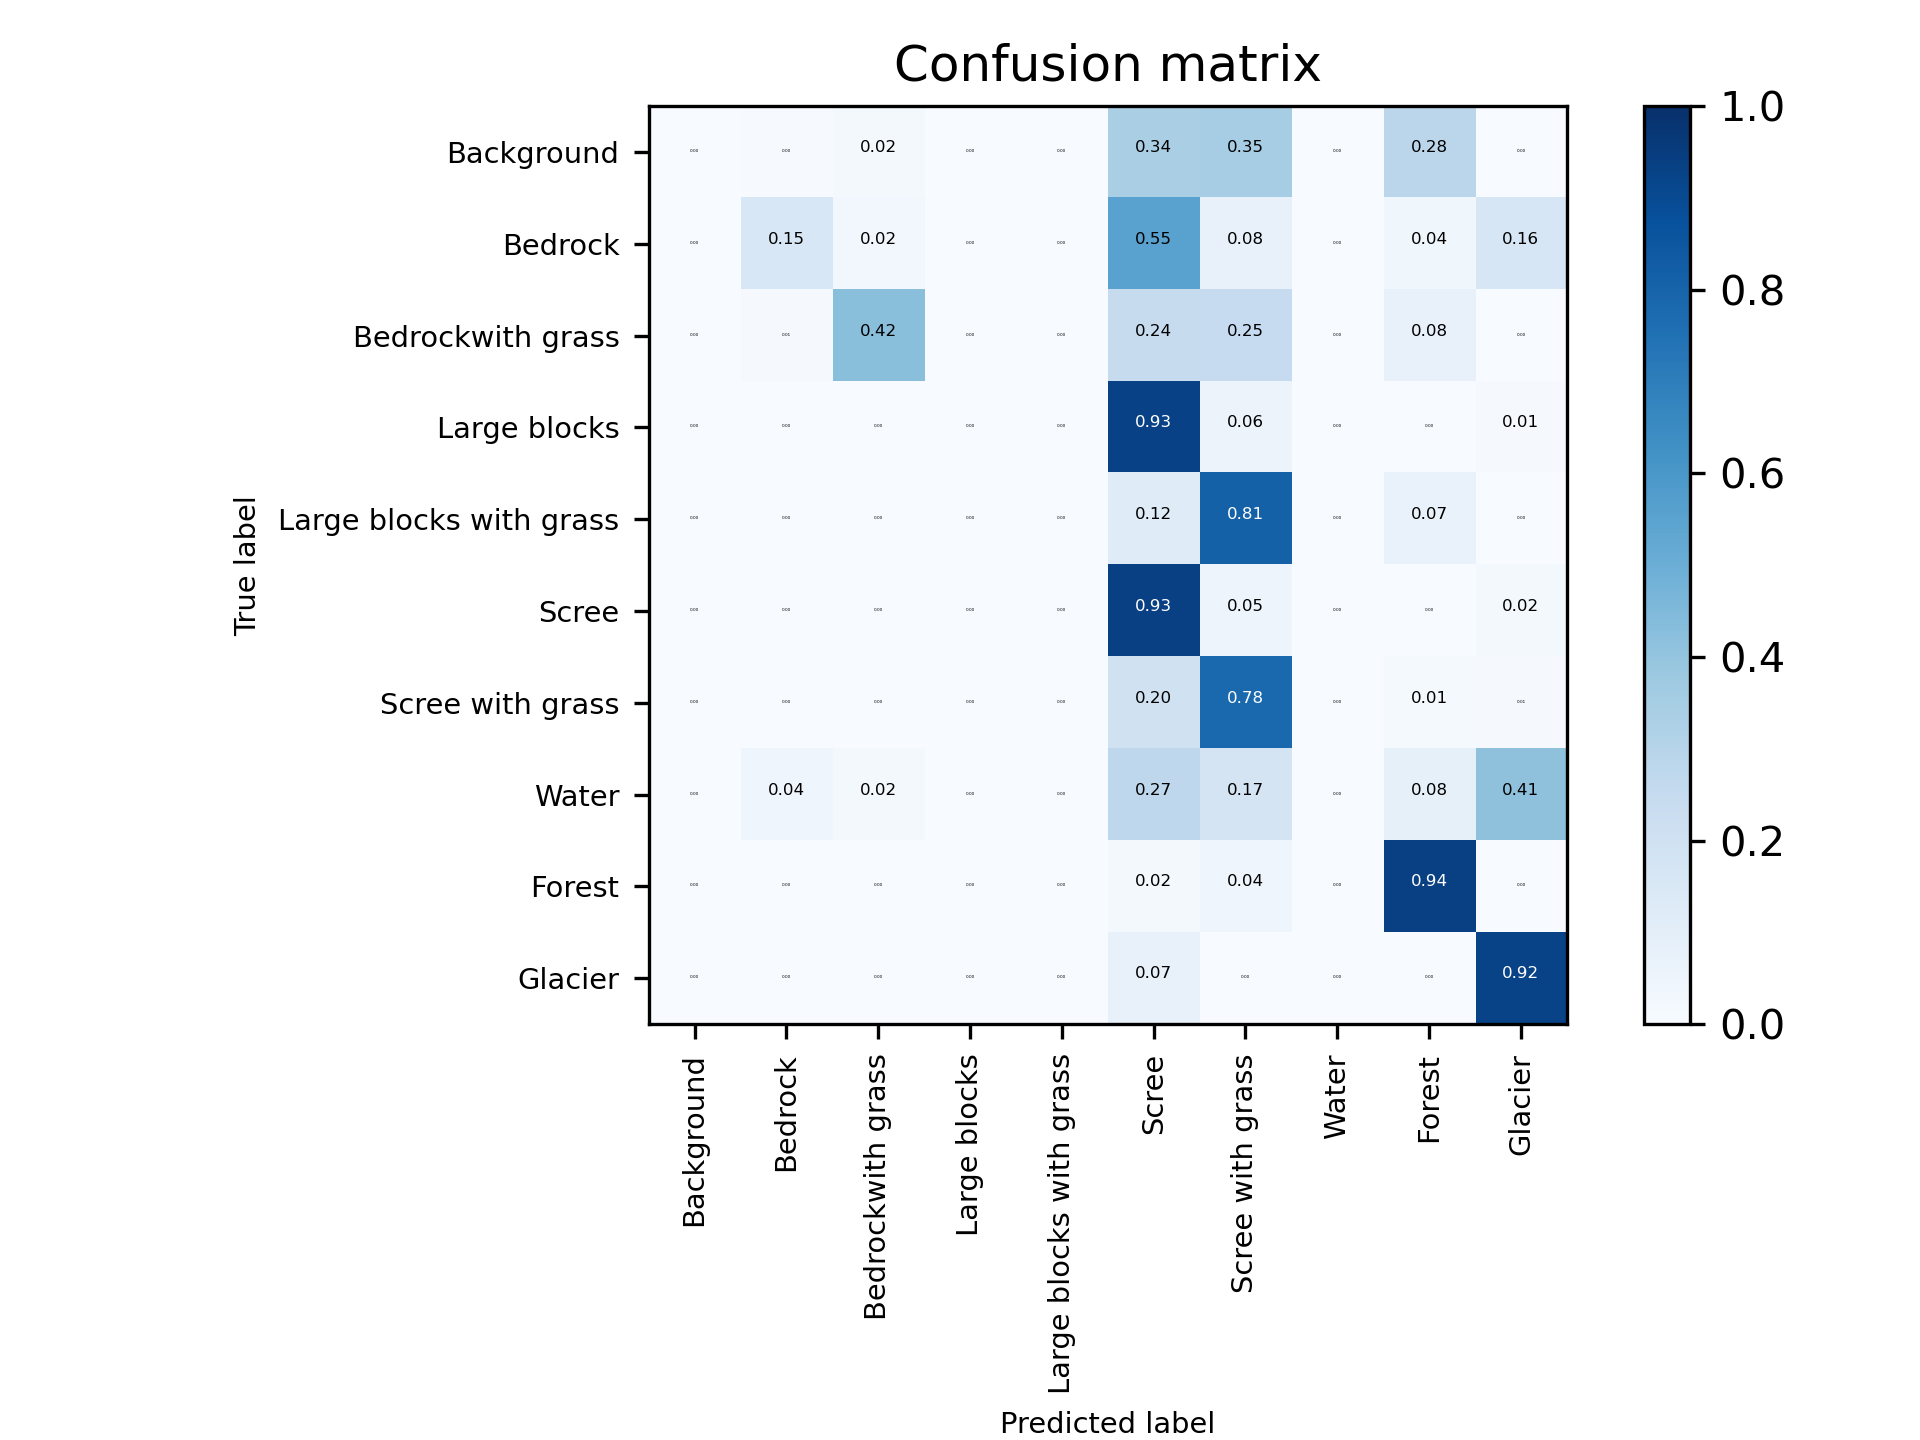 Confusion matrix
Background 0.02 0.34 0.35 0.28
Bedrock 0.15 0.02 0.55 0.08 0.04 0.16
Bedrockwith grass 0.42 0.24 0.25 0.08
Large blocks 0.93 0.06 0.01
Large blocks with grass 0.12 0.81 0.07
Scree 0.93 0.05 0.02
Scree with grass 0.20 0.78 0.01
Water 0.04 0.02 0.27 0.17 0.08 0.41
Forest 0.02 0.04 0.94
Glacier 0.07 0.92
True label
Background
Bedrock
Bedrockwith grass
Large blocks
Large blocks with grass
Scree
Scree with grass
Water
Forest
Glacier
Predicted label
1.0
0.8
0.6
0.4
0.2
0.0